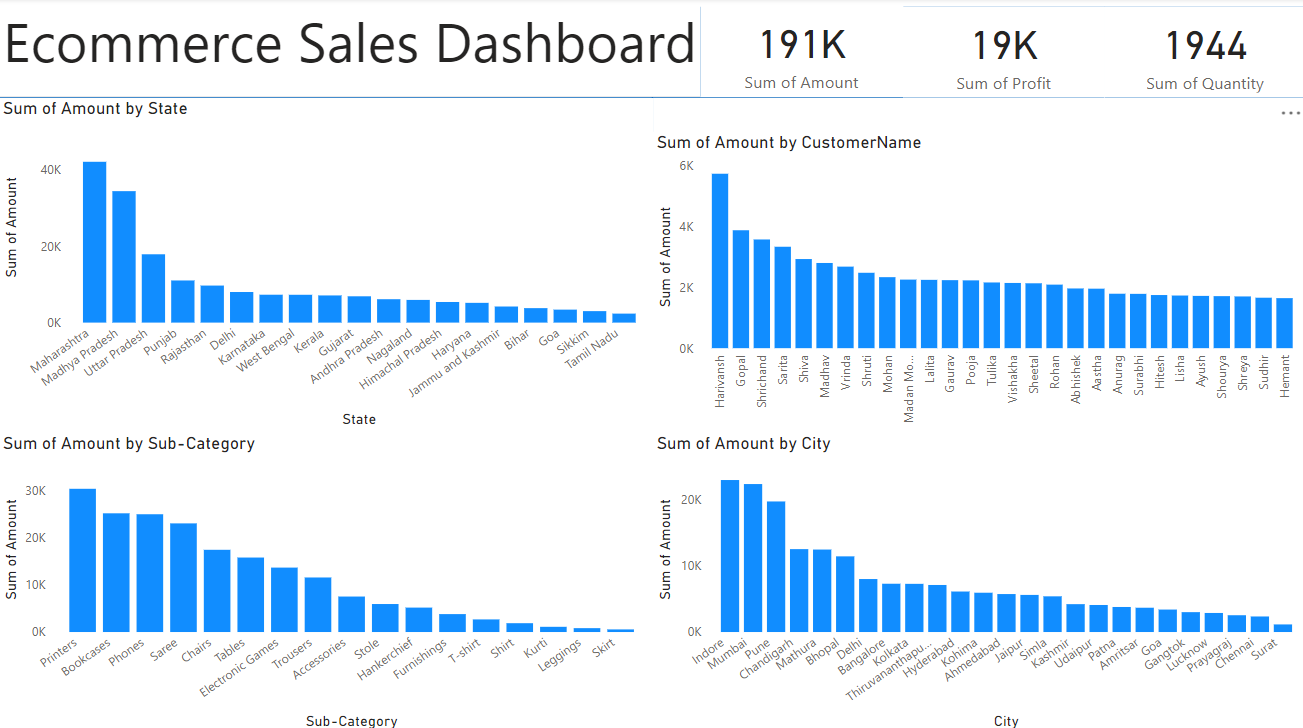 Ecommerce Sales Dashboard
191K
Sum of Amount
19K
Sum of Profit
1944
Sum of Quantity
Sum of Amount by State
Sum of Amount
40K
20K
0K
Maharashtra
Madhya Pradesh
Uttar Pradesh
Punjab
Rajasthan
Delhi
Karnataka
West Bengal
Kerala
Gujarat
Andhra Pradesh
Nagaland
Himachal Pradesh
Haryana
Jammu and Kashmir
Bihar
Goa
Sikkim
Tamil Nadu
State
...
Sum of Amount by CustomerName
Sum of Amount
6K
4K
2K
0K
Harivansh
Gopal
Shrichand
Sarita
Shiva
Madhav
Vrinda
Shruti
Mohan
Madan Mo...
Lalita
Gaurav
Pooja
Tulika
Vishakha
Sheetal
Rohan
Abhishek
Aastha
Anurag
Surabhi
Hitesh
Lisha
Ayush
Shourya
Shreya
Sudhir
Hemant
Sum of Amount by Sub-Category
Sum of Amount
30K
20K
10K
0K
Printers
Bookcases
Phones
Saree
Chairs
Tables
Electronic Games
Trousers
Accessories
Stole
Hankerchief
Furnishings
T-shirt
Shirt
Kurti
Leggings
Skirt
Sub-Category
Sum of Amount by City
Sum of Amount
20K
10K
0K
Indore
Mumbai
Pune
Chandigarh
Mathura
Bhopal
Delhi
Bangalore
Kolkata
Thiruvananthapu...
Hyderabad
Kohima
Ahmedabad
Jaipur
Simla
Kashmir
Udaipur
Patna
Amritsar
Goa
Gangtok
Lucknow
Prayagraj
Chennai
Surat
City